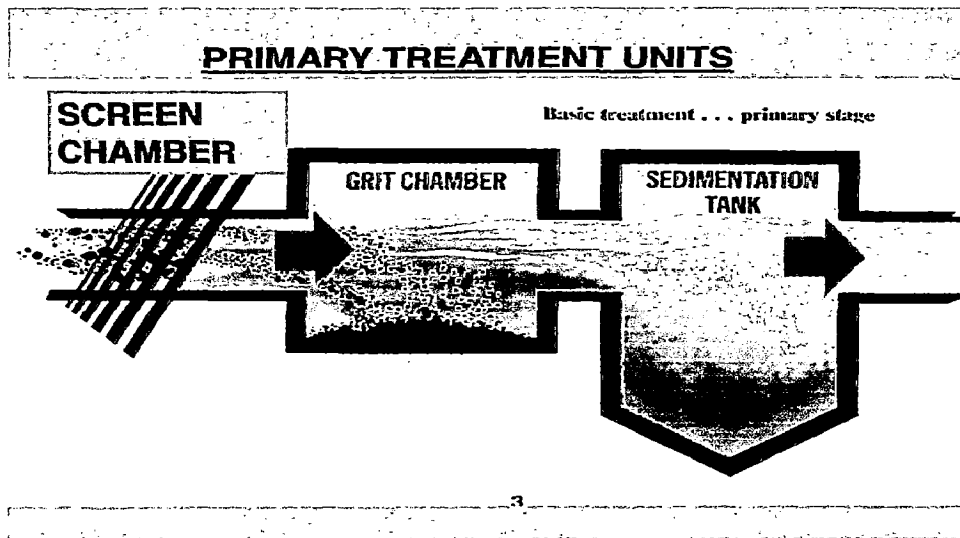 PRIMARY TREATMENT UNITS
SCREEN
CHAMBER
Basic treatment . . . primary stage
GRIT CHAMBER
SEDIMENTATION
TANK
3